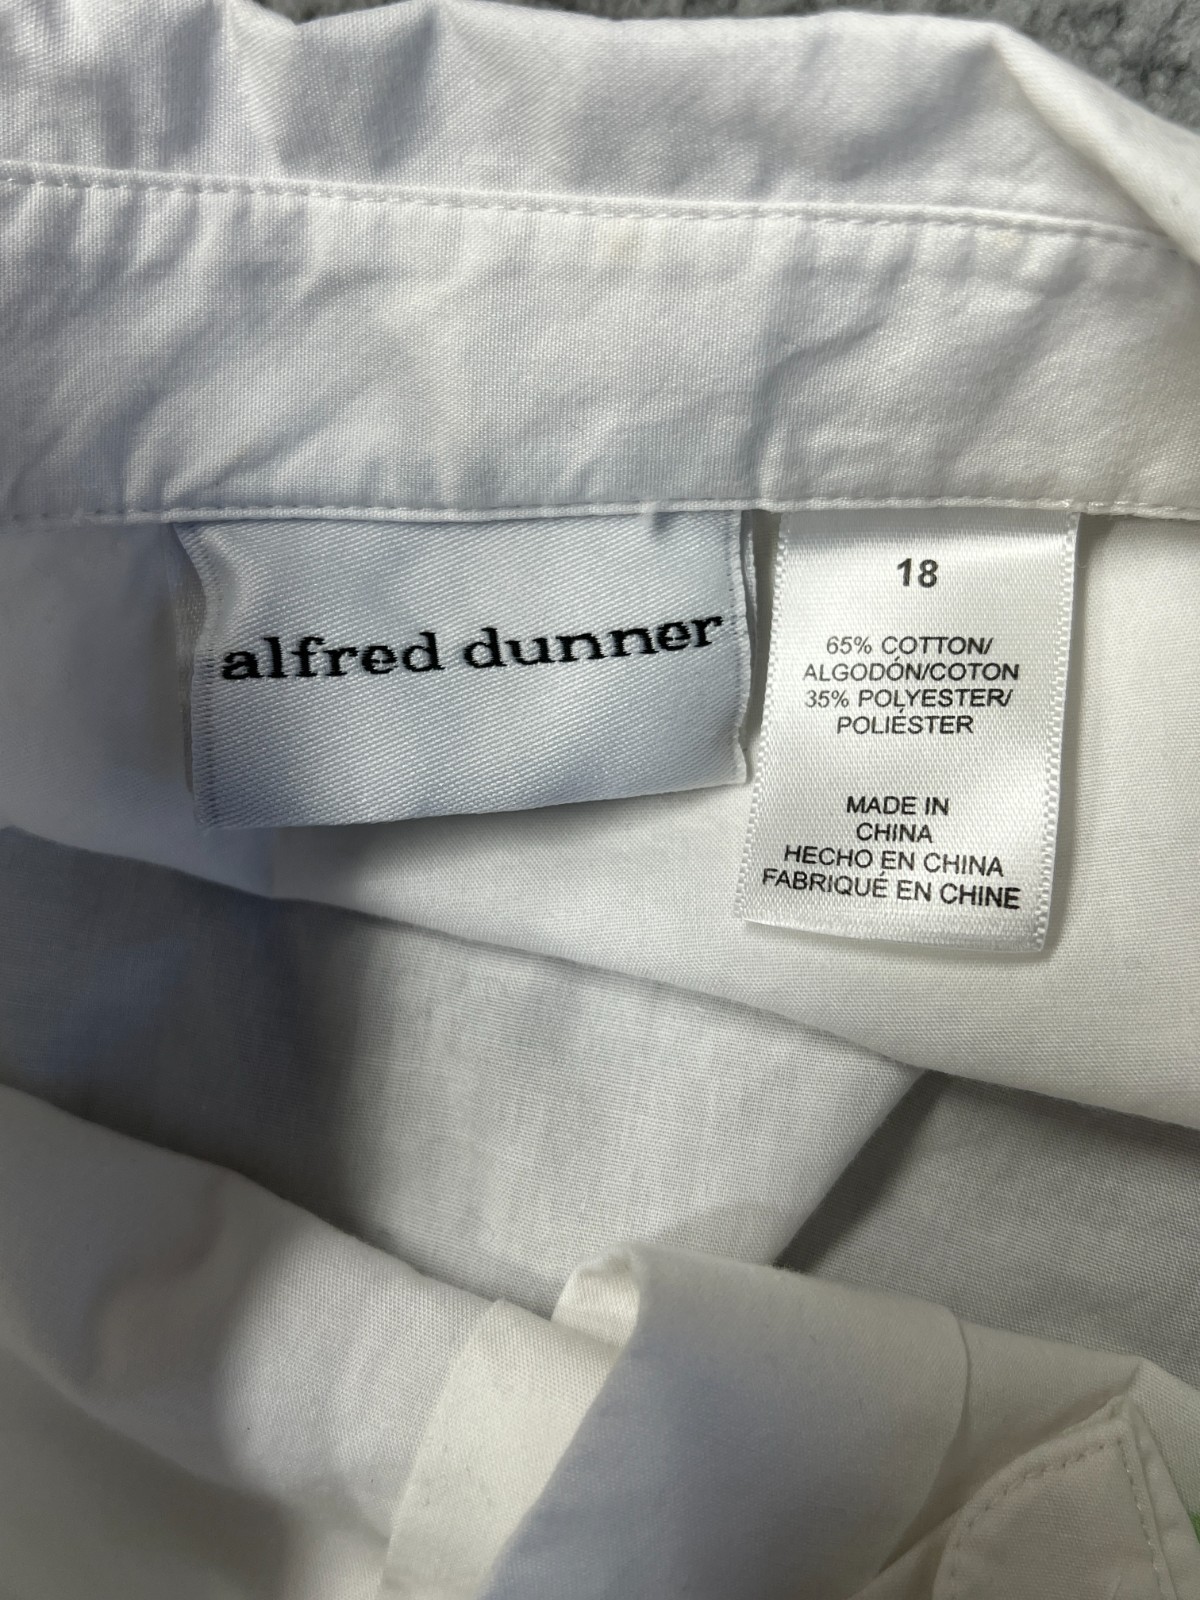 alfred dunner
18
65% COTTON/
ALGODÓN/COTON
35% POLYESTER/
POLIÉSTER
MADE IN
CHINA
HECHO EN CHINA
FABRIQUÉ EN CHINE